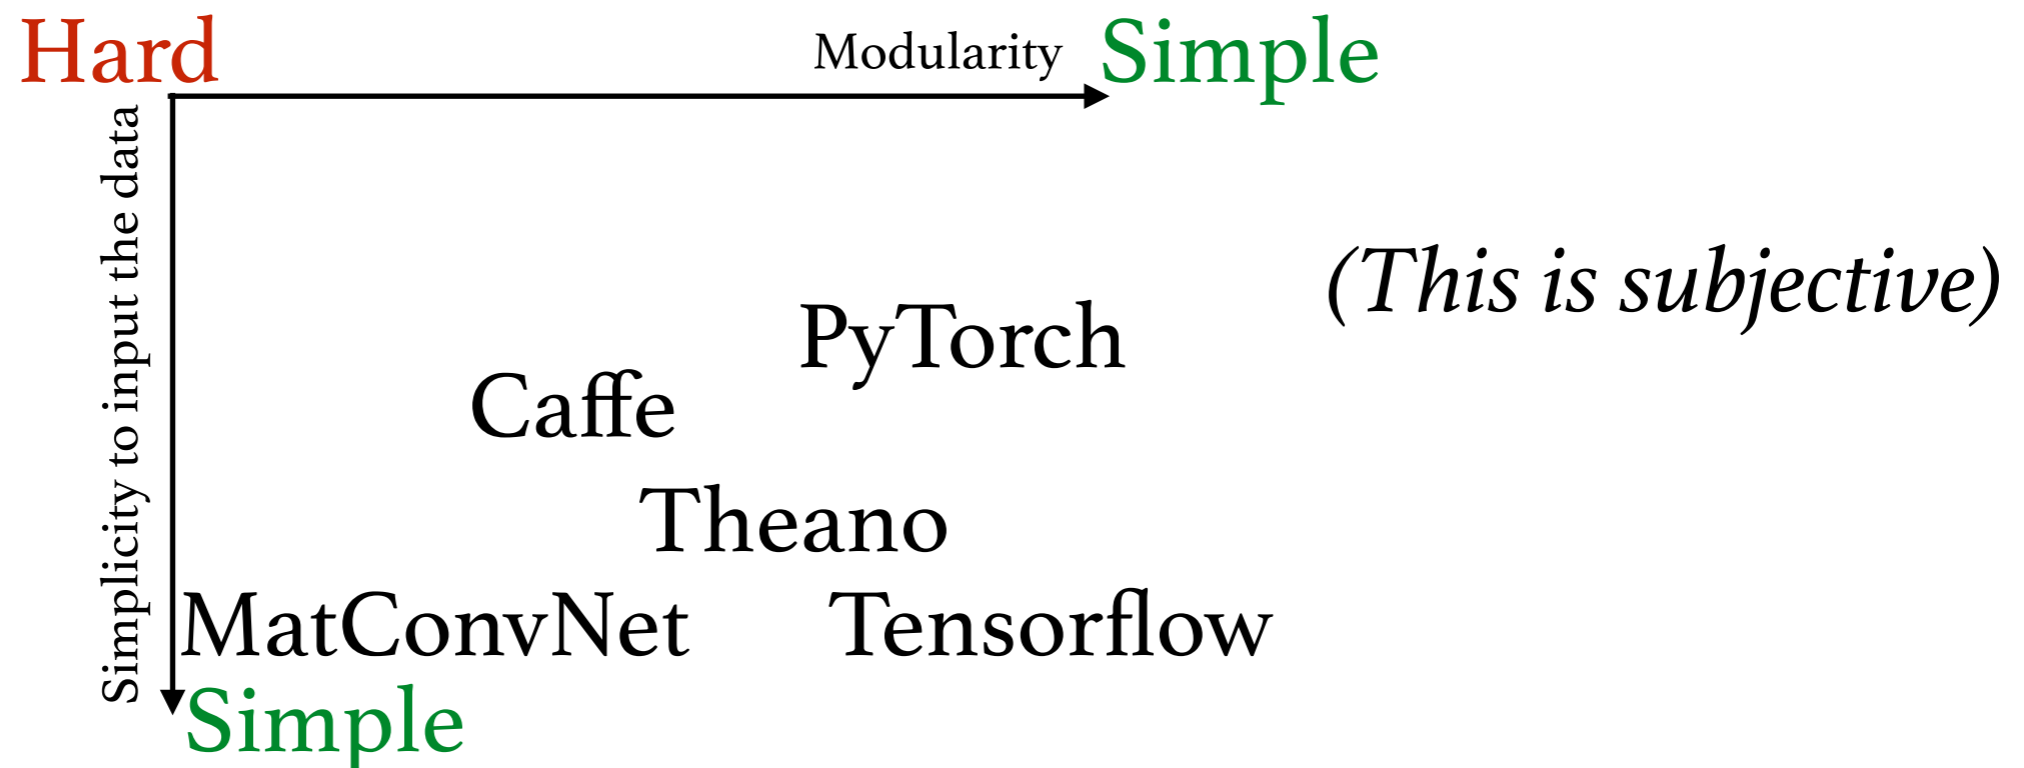 Hard
Modularity
Simple
Simplicity to input the data
(This is subjective)
PyTorch
Caffe
Theano
MatConvNet
Tensorflow
Simple